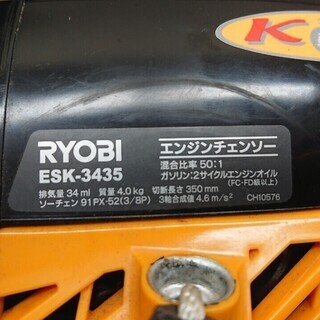 K
RYOBI
ESK-3435
エンジンチェンソー
混合比率 50:1
ガソリン:2サイクルエンジンオイル
(FC・FD級以上)
排気量 34 ml 質量 4,0 kg 切断長さ 350 mm
ソーチェン 91PX-52(3/8P) 3軸合成値 4,6 m/s²
CH10576